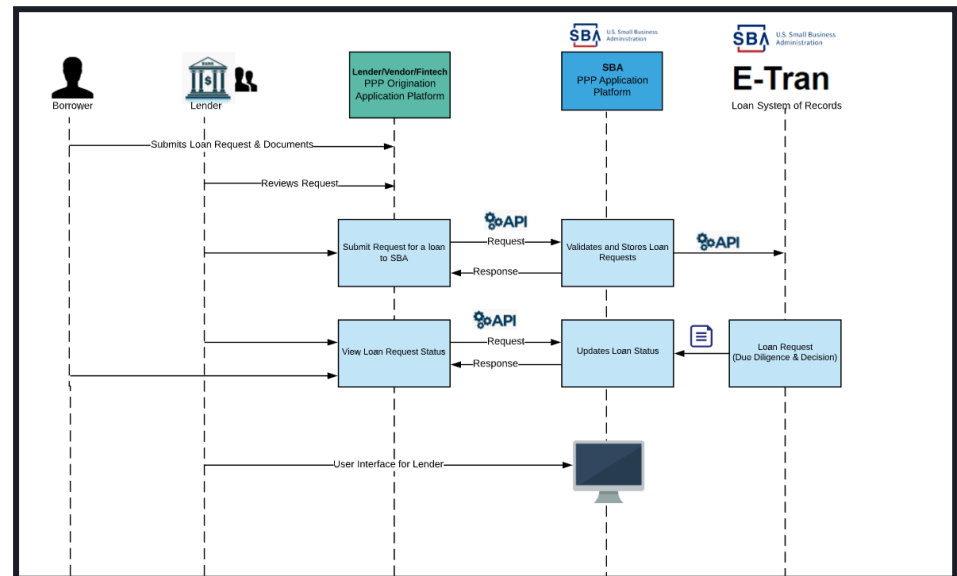 SBA
U.S. Small Business
Administration
SBA
U.S. Small Business
Administration
BANK
$
Lender/Vendor/Fintech
PPP Origination
Application Platform
SBA
PPP Application
Platform
E-Tran
Borrower
Lender
Loan System of Records
Submits Loan Request & Documents
Reviews Request
API
Submit Request for a loan
to SBA
Request
Response
Validates and Stores Loan
Requests
API
API
View Loan Request Status
Request
Response
Updates Loan Status
Loan Request
(Due Diligence & Decision)
User Interface for Lender